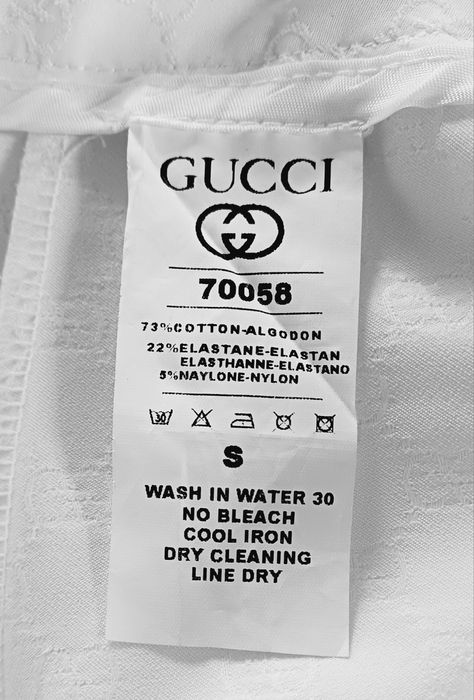 GUCCI
70058
73%COTTON-ALGODON
22%ELASTANE-ELASTAN
ELASTHANNE-ELASTANO
5%NAYLONE-NYLON
30
S
WASH IN WATER 30
NO BLEACH
COOL IRON
DRY CLEANING
LINE DRY